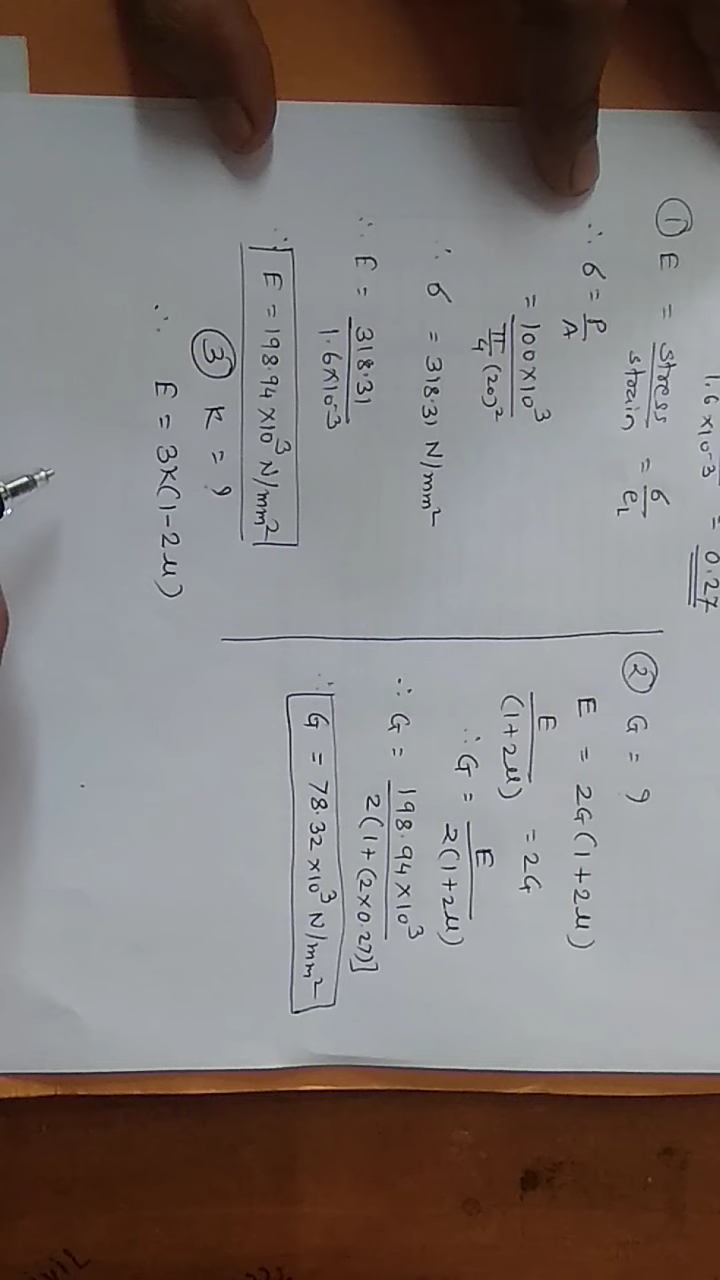 1.6×10⁻³ = 0.27
① E = stress/strain = σ/eL
∴ σ = P/A
= 100×10³ / π/4 (20)²
∴ σ = 318.31 N/mm²
∴ E = 318.31 / 1.6×10⁻³
∴ E = 198.94×10³ N/mm²
③ K = ?
∴ E = 3K(1-2μ)
② G = ?
E = 2G(1+2μ)
E/(1+2μ) = 2G
∴ G = E / 2(1+2μ)
∴ G = 198.94×10³ / 2(1+(2×0.27)]
∴ G = 78.32×10³ N/mm²